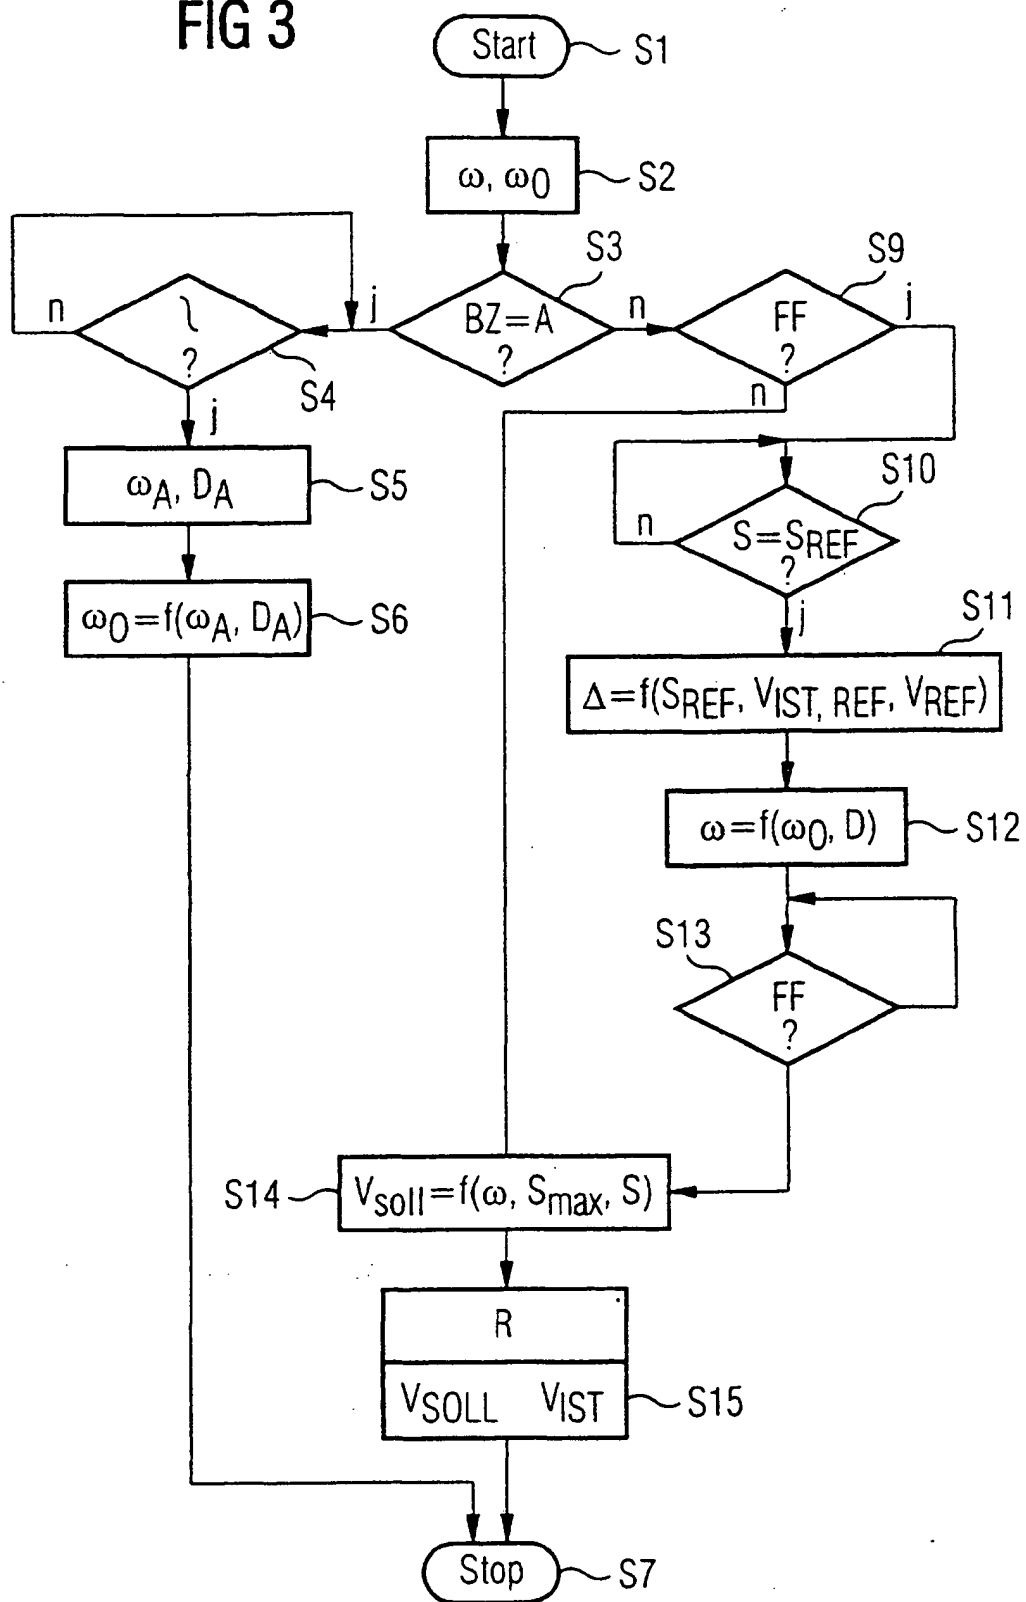 FIG 3
Start
S1
ω, ω0
S2
S3
BZ=A
?
j
n
S9
FF
?
j
n
n
?
S4
j
ωA, DA
S5
ω0=f(ωA, DA)
S6
S10
S=SREF
?
n
j
S11
Δ=f(SREF, VIST, REF, VREF)
ω=f(ω0, D)
S12
S13
FF
?
S14
Vsoll=f(ω, Smax, S)
R
VSOLL VIST
S15
Stop
S7